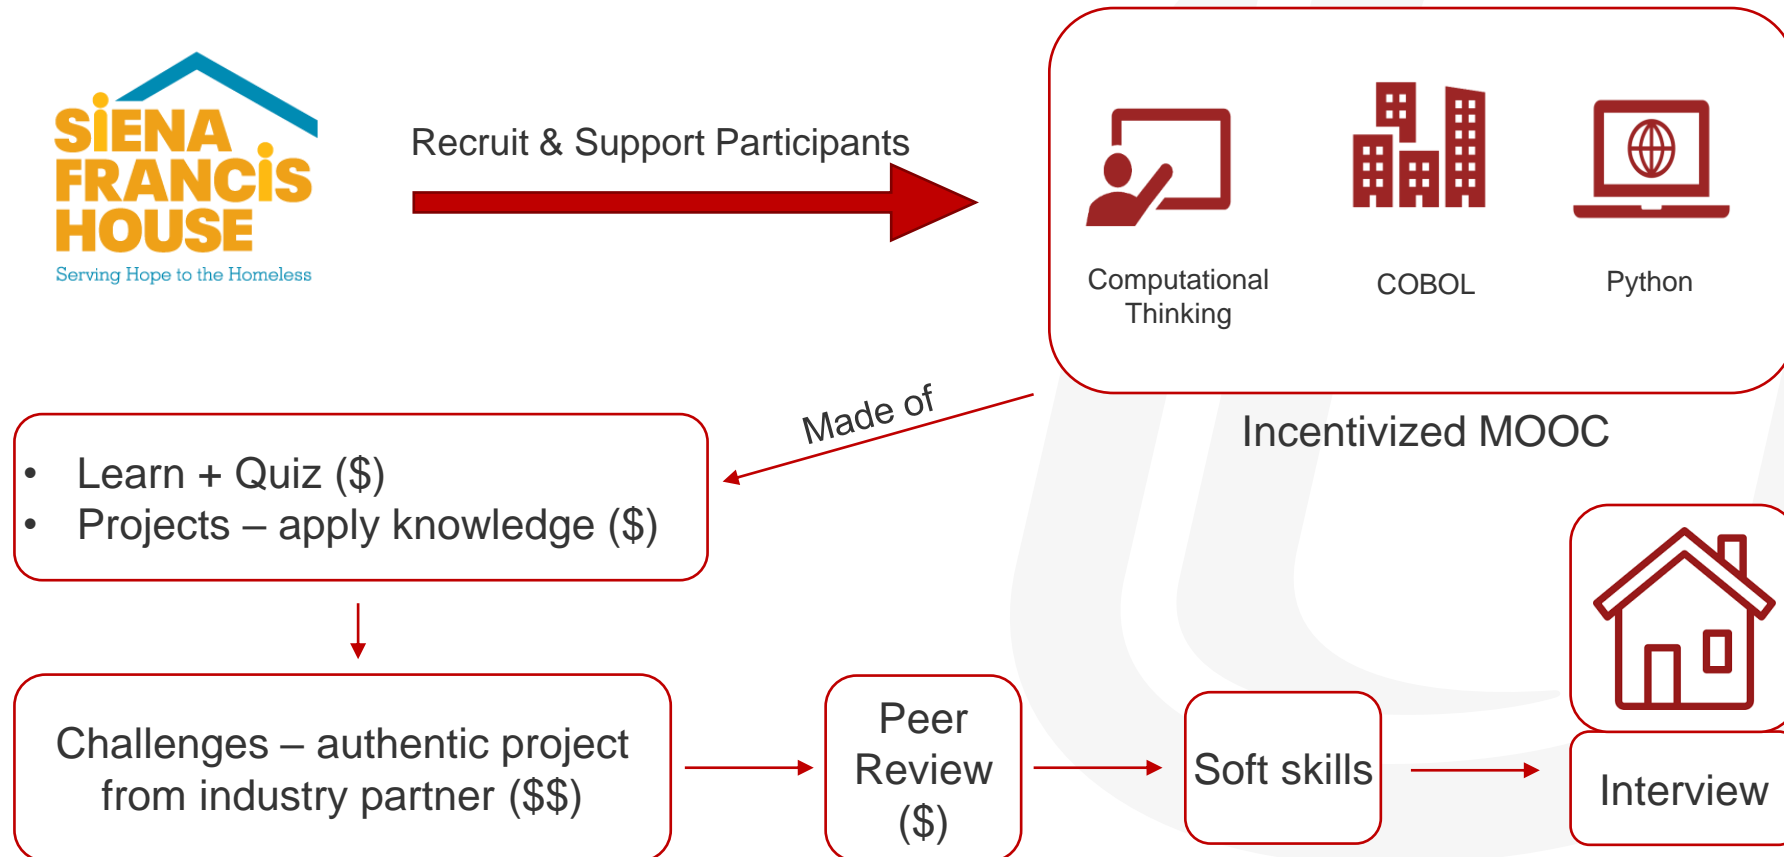 SiENA
FRANCiS
HOUSE
Serving Hope to the Homeless
Recruit & Support Participants
Computational
Thinking
COBOL
Python
Incentivized MOOC
Made of
• Learn + Quiz ($)
• Projects – apply knowledge ($)
Challenges – authentic project
from industry partner ($$)
Peer
Review
($)
Soft skills
Interview